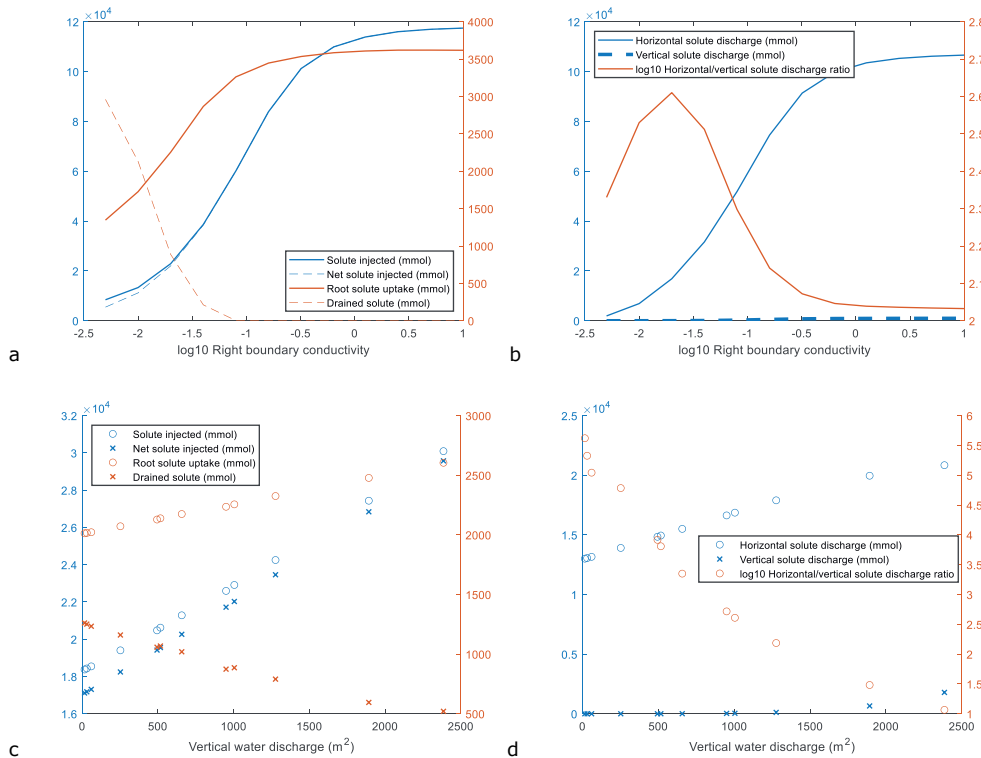 ×10⁴
12
10
8
6
4
2
0
4000
3500
3000
2500
2000
1500
1000
500
0
-2.5 -2 -1.5 -1 -0.5 0 0.5 1
log10 Right boundary conductivity
Solute injected (mmol)
Net solute injected (mmol)
Root solute uptake (mmol)
Drained solute (mmol)
a
×10⁴
12
10
8
6
4
2
0
2.8
2.7
2.6
2.5
2.4
2.3
2.2
2.1
2
-2.5 -2 -1.5 -1 -0.5 0 0.5 1
log10 Right boundary conductivity
Horizontal solute discharge (mmol)
Vertical solute discharge (mmol)
log10 Horizontal/vertical solute discharge ratio
b
×10⁴
3.2
3
2.8
2.6
2.4
2.2
2
1.8
1.6
3000
2500
2000
1500
1000
500
0 500 1000 1500 2000 2500
Vertical water discharge (m²)
Solute injected (mmol)
Net solute injected (mmol)
Root solute uptake (mmol)
Drained solute (mmol)
c
×10⁴
2.5
2
1.5
1
0.5
0
6
5.5
5
4.5
4
3.5
3
2.5
2
1.5
1
0 500 1000 1500 2000 2500
Vertical water discharge (m²)
Horizontal solute discharge (mmol)
Vertical solute discharge (mmol)
log10 Horizontal/vertical solute discharge ratio
d